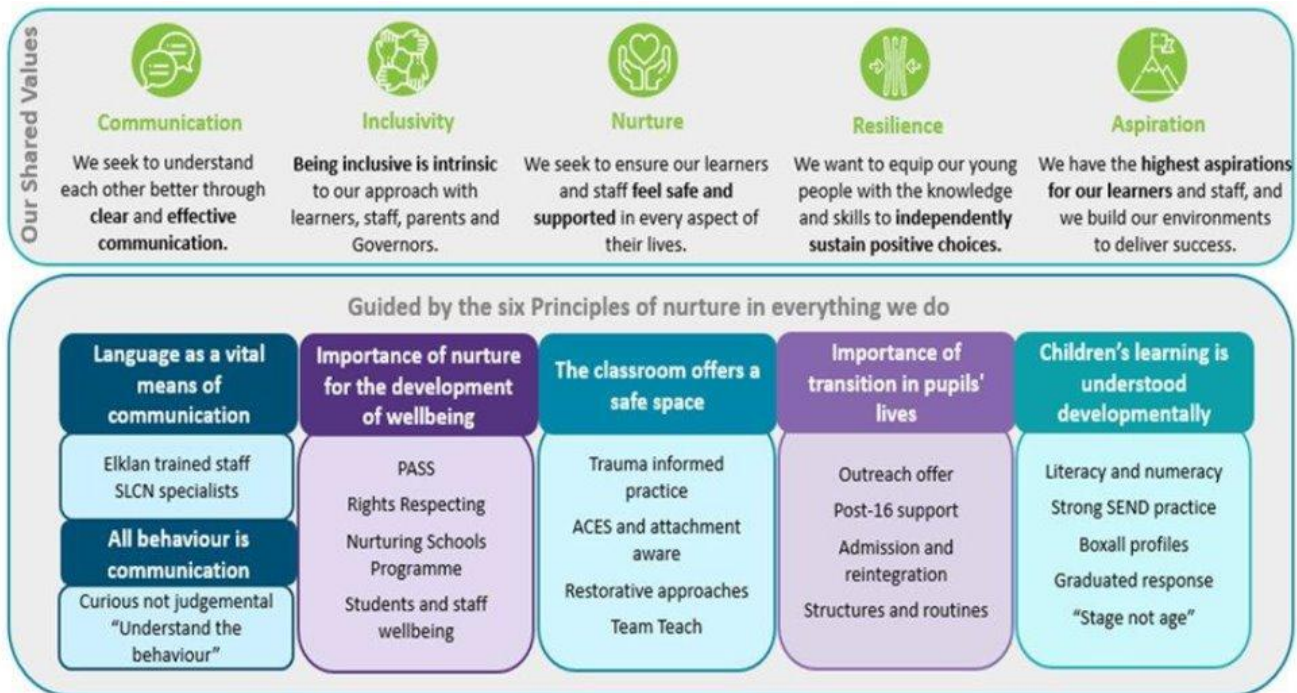 Our Shared Values
Communication
We seek to understand
each other better through
clear and effective
communication.
Inclusivity
Being inclusive is intrinsic
to our approach with
learners, staff, parents and
Governors.
Nurture
We seek to ensure our learners
and staff feel safe and
supported in every aspect of
their lives.
Resilience
We want to equip our young
people with the knowledge
and skills to independently
sustain positive choices.
Aspiration
We have the highest aspirations
for our learners and staff, and
we build our environments
to deliver success.
Guided by the six Principles of nurture in everything we do
Language as a vital
means of
communication
Elklan trained staff
SLCN specialists
All behaviour is
communication
Curious not judgemental
“Understand the
behaviour”
Importance of nurture
for the development
of wellbeing
PASS
Rights Respecting
Nurturing Schools
Programme
Students and staff
wellbeing
The classroom offers a
safe space
Trauma informed
practice
ACES and attachment
aware
Restorative approaches
Team Teach
Importance of
transition in pupils'
lives
Outreach offer
Post-16 support
Admission and
reintegration
Structures and routines
Children’s learning is
understood
developmentally
Literacy and numeracy
Strong SEND practice
Boxall profiles
Graduated response
“Stage not age”